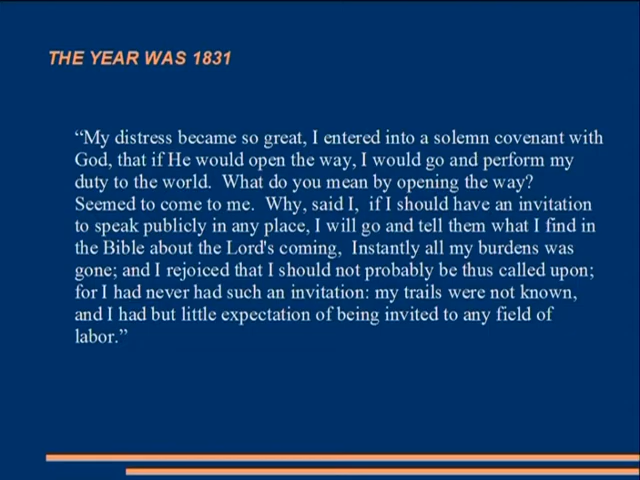 THE YEAR WAS 1831
“My distress became so great, I entered into a solemn covenant with
God, that if He would open the way, I would go and perform my
duty to the world.  What do you mean by opening the way?
Seemed to come to me.  Why, said I,  if I should have an invitation
to speak publicly in any place, I will go and tell them what I find in
the Bible about the Lord's coming,  Instantly all my burdens was
gone; and I rejoiced that I should not probably be thus called upon;
for I had never had such an invitation: my trails were not known,
and I had but little expectation of being invited to any field of
labor.”